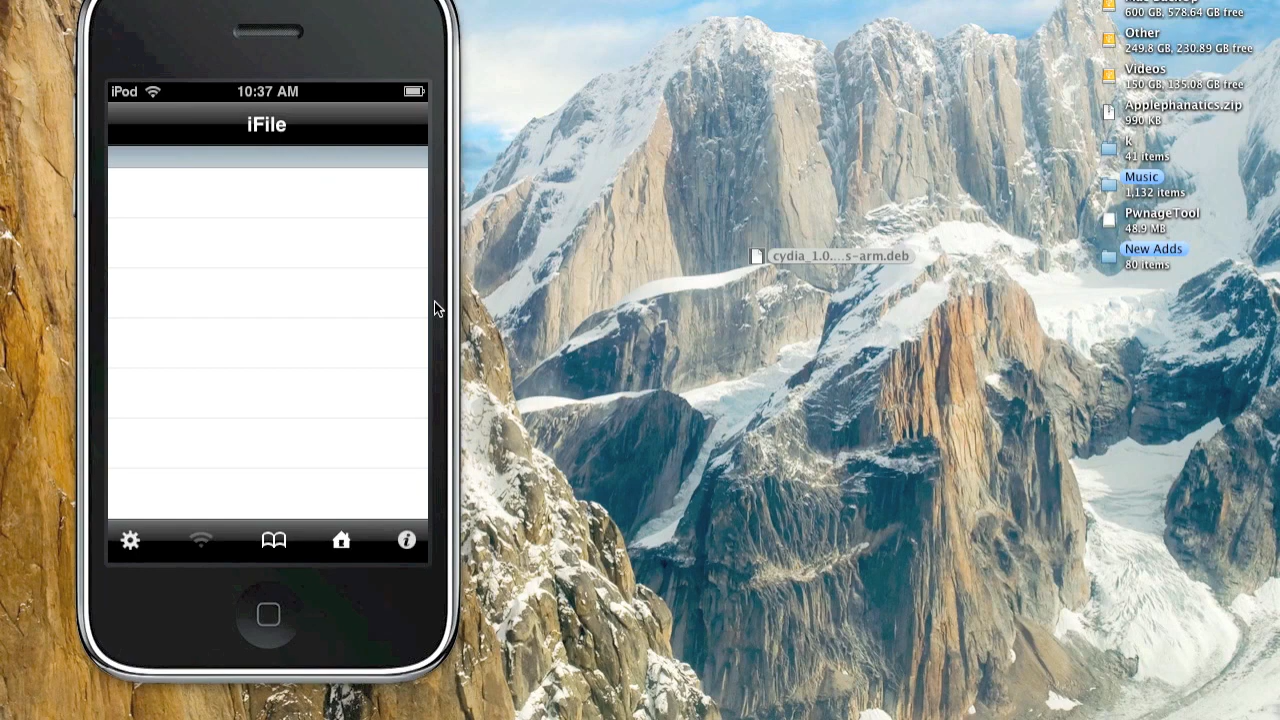 iPod
10:37 AM
iFile
600 GB, 578.64 GB free
Other
249.8 GB, 230.89 GB free
Videos
150 GB, 135.08 GB free
Applephanatics.zip
990 KB
k
41 items
Music
1,132 items
PwnageTool
48.9 MB
New Adds
80 items
cydia_1.0....s-arm.deb